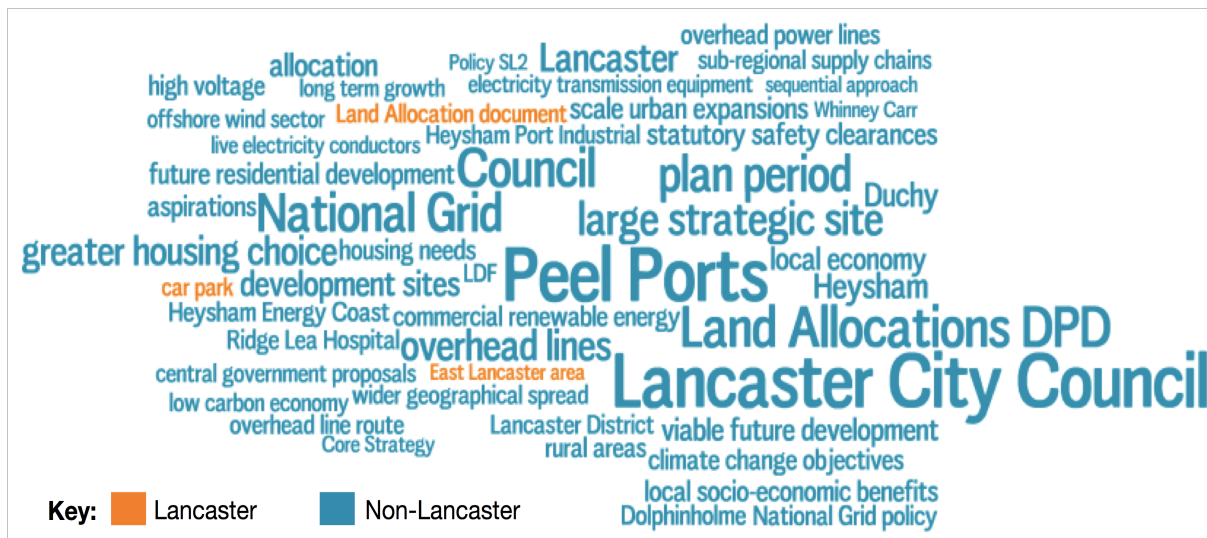 overhead power lines
allocation Policy SL2 Lancaster sub-regional supply chains
high voltage long term growth electricity transmission equipment sequential approach
offshore wind sector Land Allocation document scale urban expansions Whinney Carr
live electricity conductors Heysham Port Industrial statutory safety clearances
future residential development Council plan period Duchy
aspirations National Grid large strategic site
greater housing choice housing needs LDF Peel Ports local economy
car park development sites Heysham
Heysham Energy Coast commercial renewable energy Land Allocations DPD
Ridge Lea Hospital overhead lines
central government proposals East Lancaster area Lancaster City Council
low carbon economy wider geographical spread
overhead line route Lancaster District viable future development
Core Strategy rural areas climate change objectives
local socio-economic benefits
Dolphinholme National Grid policy
Key: Lancaster Non-Lancaster